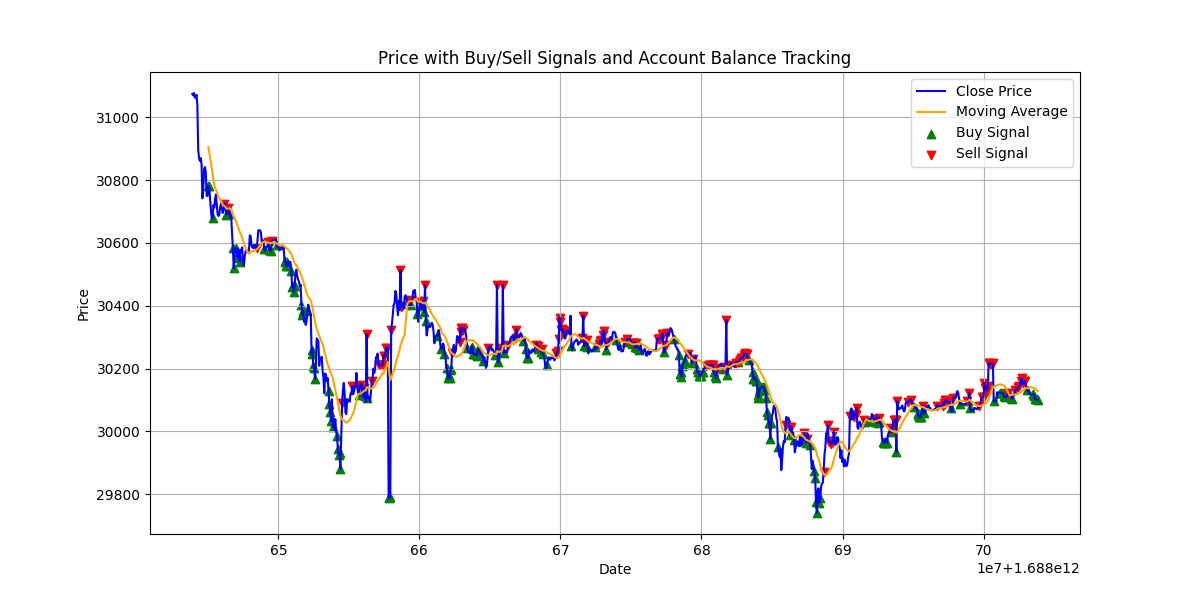 Price with Buy/Sell Signals and Account Balance Tracking
Close Price
Moving Average
Buy Signal
Sell Signal
31000
30800
30600
30400
30200
30000
29800
Price
65 66 67 68 69 70
Date
1e7+1.688e12